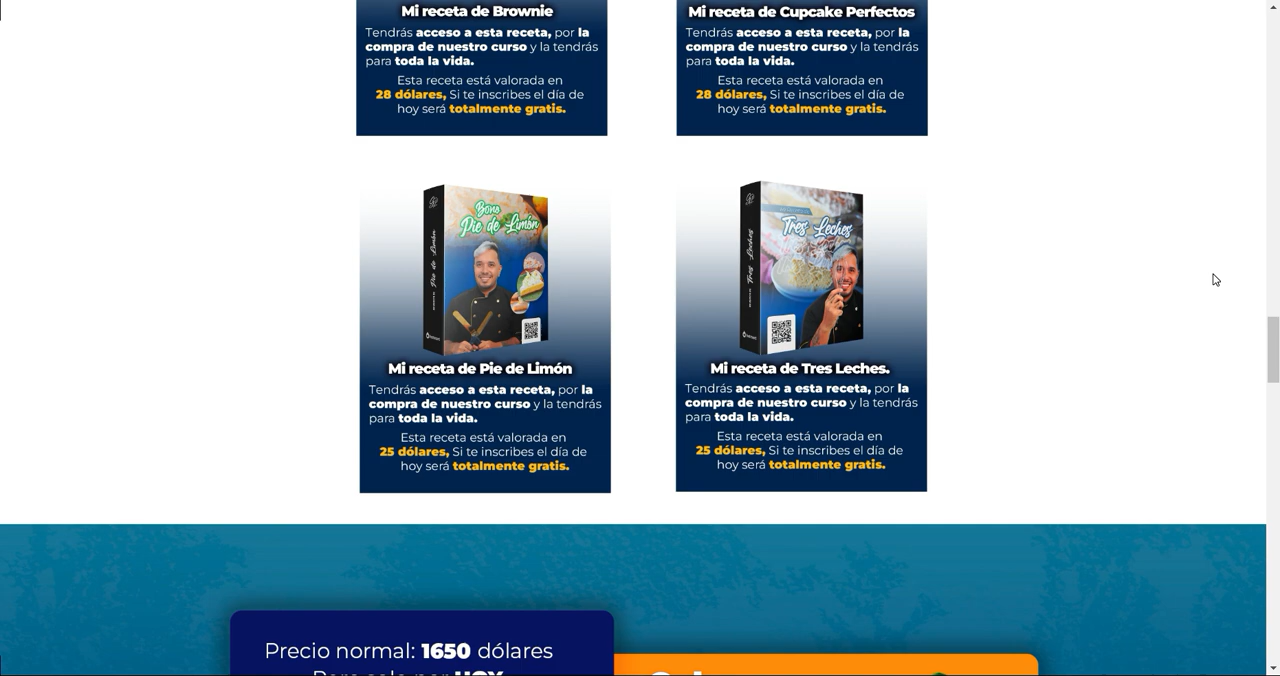 Mi receta de Brownie
Tendrás acceso a esta receta, por la
compra de nuestro curso y la tendrás
para toda la vida.
Esta receta está valorada en
28 dólares, Si te inscribes el día de
hoy será totalmente gratis.
Mi receta de Cupcake Perfectos
Tendrás acceso a esta receta, por la
compra de nuestro curso y la tendrás
para toda la vida.
Esta receta está valorada en
28 dólares, Si te inscribes el día de
hoy será totalmente gratis.
Bono
Pie de Limón
Pie de Limón
Mi receta de Pie de Limón
Tendrás acceso a esta receta, por la
compra de nuestro curso y la tendrás
para toda la vida.
Esta receta está valorada en
25 dólares, Si te inscribes el día de
hoy será totalmente gratis.
Tres Leches
Tres Leches
Mi receta de Tres Leches.
Tendrás acceso a esta receta, por la
compra de nuestro curso y la tendrás
para toda la vida.
Esta receta está valorada en
25 dólares, Si te inscribes el día de
hoy será totalmente gratis.
Precio normal: 1650 dólares